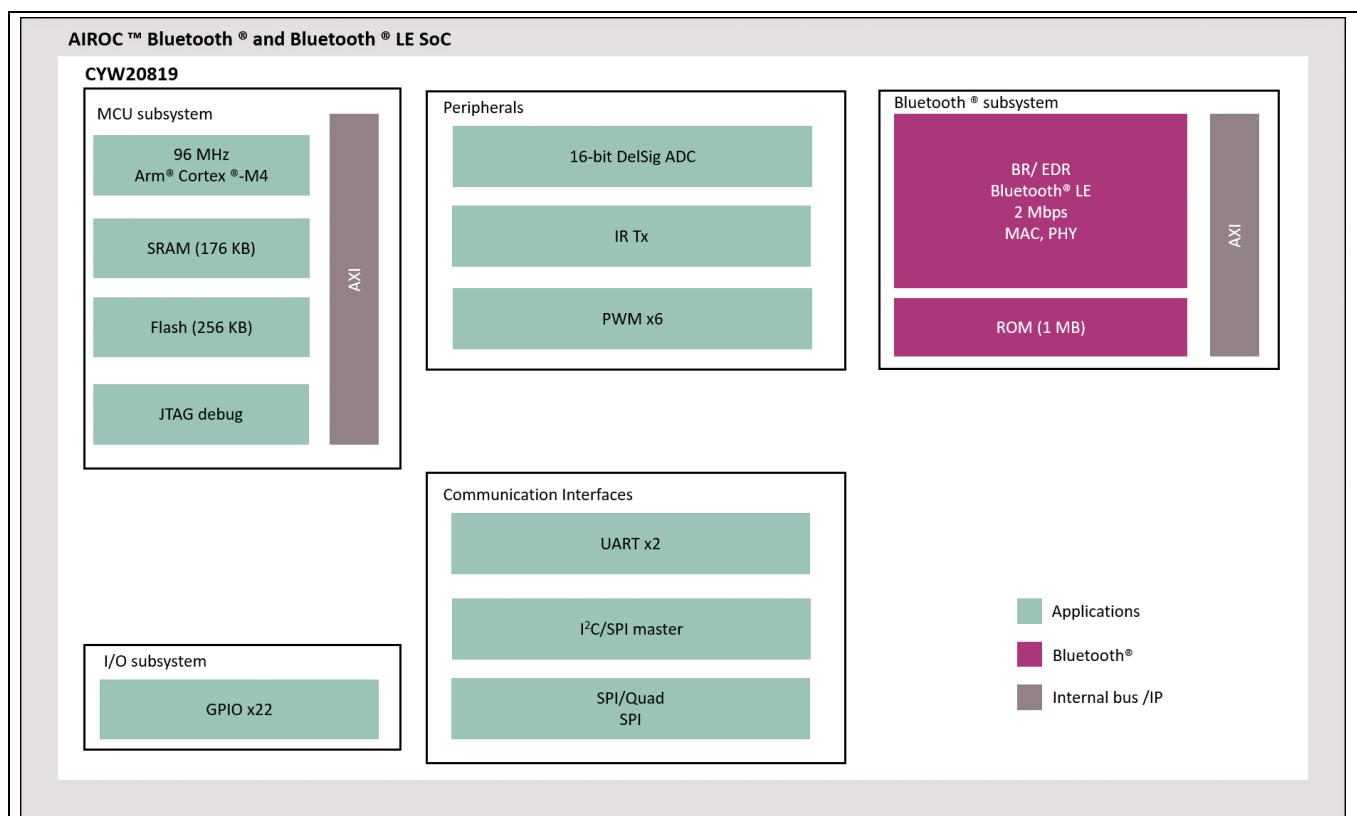 AIROC ™ Bluetooth ® and Bluetooth ® LE SoC
CYW20819
MCU subsystem
96 MHz
Arm® Cortex ®-M4
SRAM (176 KB)
Flash (256 KB)
JTAG debug
AXI
Peripherals
16-bit DelSig ADC
IR Tx
PWM x6
Bluetooth ® subsystem
BR/ EDR
Bluetooth® LE
2 Mbps
MAC, PHY
ROM (1 MB)
AXI
Communication Interfaces
UART x2
I²C/SPI master
SPI/Quad
SPI
I/O subsystem
GPIO x22
Applications
Bluetooth®
Internal bus /IP